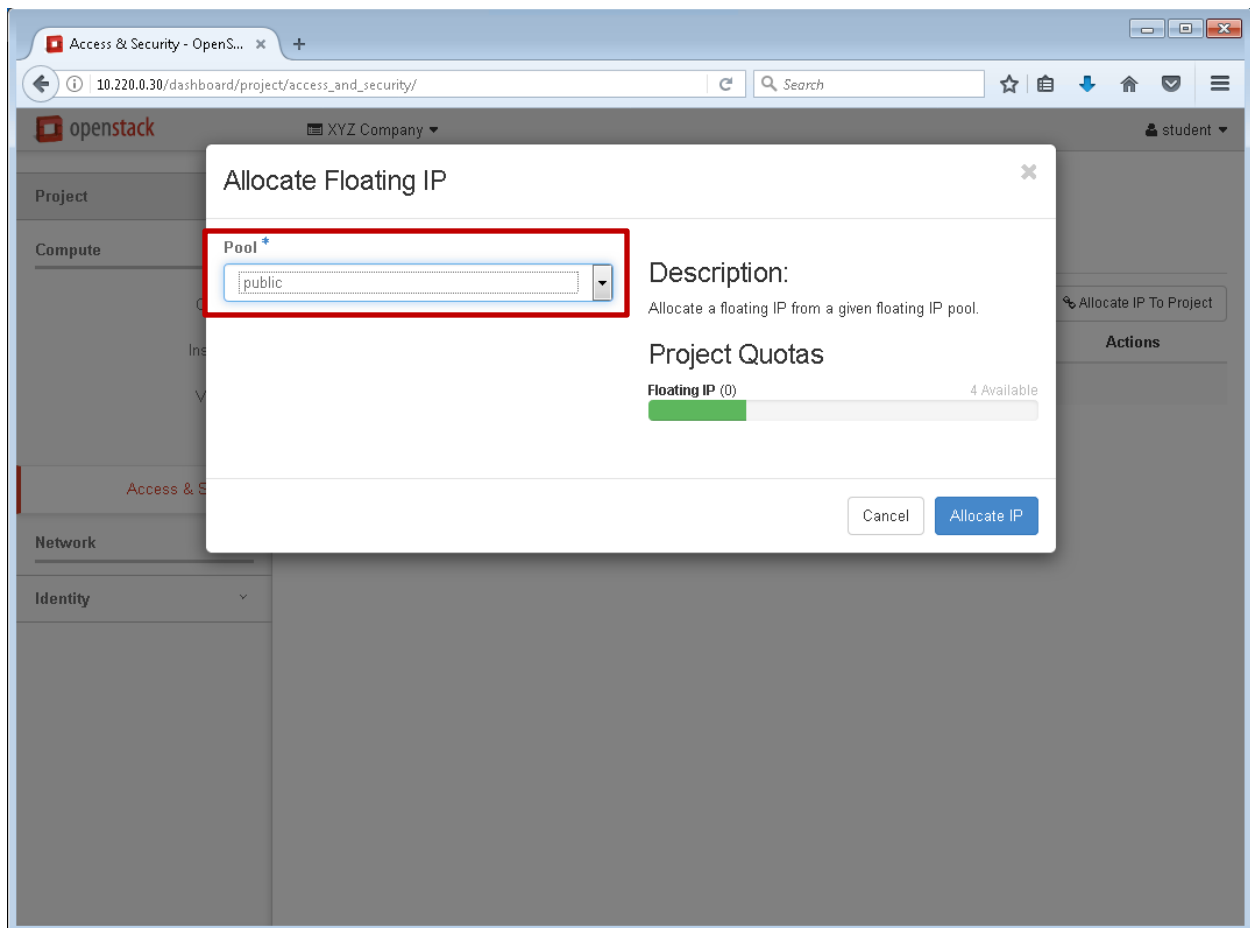 Access & Security - OpenS...
10.220.0.30/dashboard/project/access_and_security/
Search
openstack
XYZ Company
student
Project
Compute
Ins
V
Access & S
Network
Identity
Allocate Floating IP
Pool *
public
Description:
Allocate a floating IP from a given floating IP pool.
Project Quotas
Floating IP (0) 4 Available
Cancel Allocate IP
Allocate IP To Project
Actions